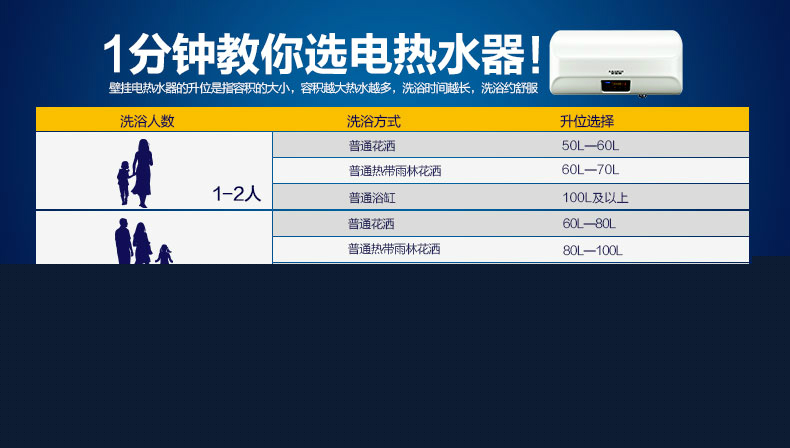 1分钟教你选电热水器!
壁挂电热水器的升位是指容积的大小，容积越大热水越多，洗浴时间越长，洗浴约舒服
洗浴人数 洗浴方式 升位选择
普通花洒 50L—60L
普通热带雨林花洒 60L—70L
1-2人
普通浴缸 100L及以上
普通花洒 60L—80L
普通热带雨林花洒 80L—100L